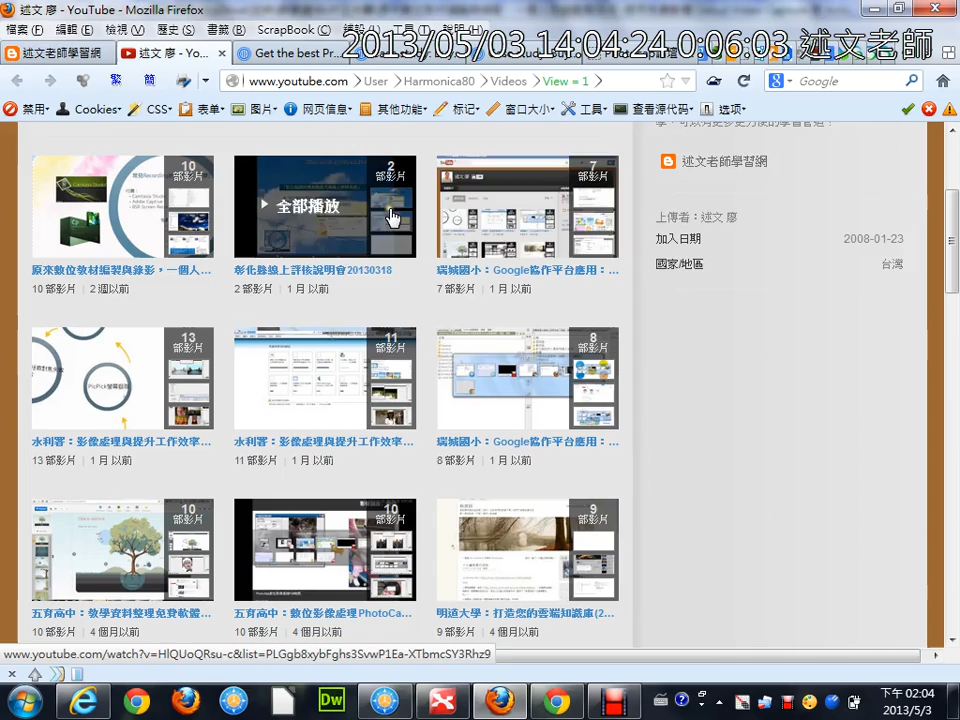 述文 廖 - YouTube - Mozilla Firefox
檔案(F) 編輯(E) 檢視(V) 歷史(S) 書籤(B) ScrapBook(C) 工具(T)
2013/05/03 14:04:24 0:06:03 述文老師
述文老師學習網
述文 廖 - Yo...
Get the best Pr
繁 簡
www.youtube.com User Harmonica80 Videos View = 1
Google
禁用 Cookies CSS 表单 图片 网页信息 其他功能 标记 窗口大小 工具 查看源代码 选项
述文老師學習網
10
部影片
2
部影片
全部播放
7
部影片
上傳者：述文 廖
加入日期 2008-01-23
國家/地區 台灣
原來數位教材編製與錄影，一個人...
10 部影片 2 週以前
彰化縣線上評核說明會20130318
2 部影片 1 月以前
瑞城國小：Google協作平台應用：...
7 部影片 1 月以前
13
部影片
PicPick螢幕擷取
11
部影片
8
部影片
水利署：影像處理與提升工作效率...
13 部影片 1 月以前
水利署：影像處理與提升工作效率...
11 部影片 1 月以前
瑞城國小：Google協作平台應用：...
8 部影片 1 月以前
10
部影片
10
部影片
9
部影片
五育高中：教學資料整理免費軟體...
10 部影片 4 個月以前
五育高中：數位影像處理PhotoCa...
10 部影片 4 個月以前
明道大學：打造您的雲端知識庫(2...
9 部影片 4 個月以前
www.youtube.com/watch?v=HlQUoQRsu-c&list=PLGgb8xybFghs3SvwP1Ea-XTbmcSY3Rhz9
Dw
下午 02:04
2013/5/3